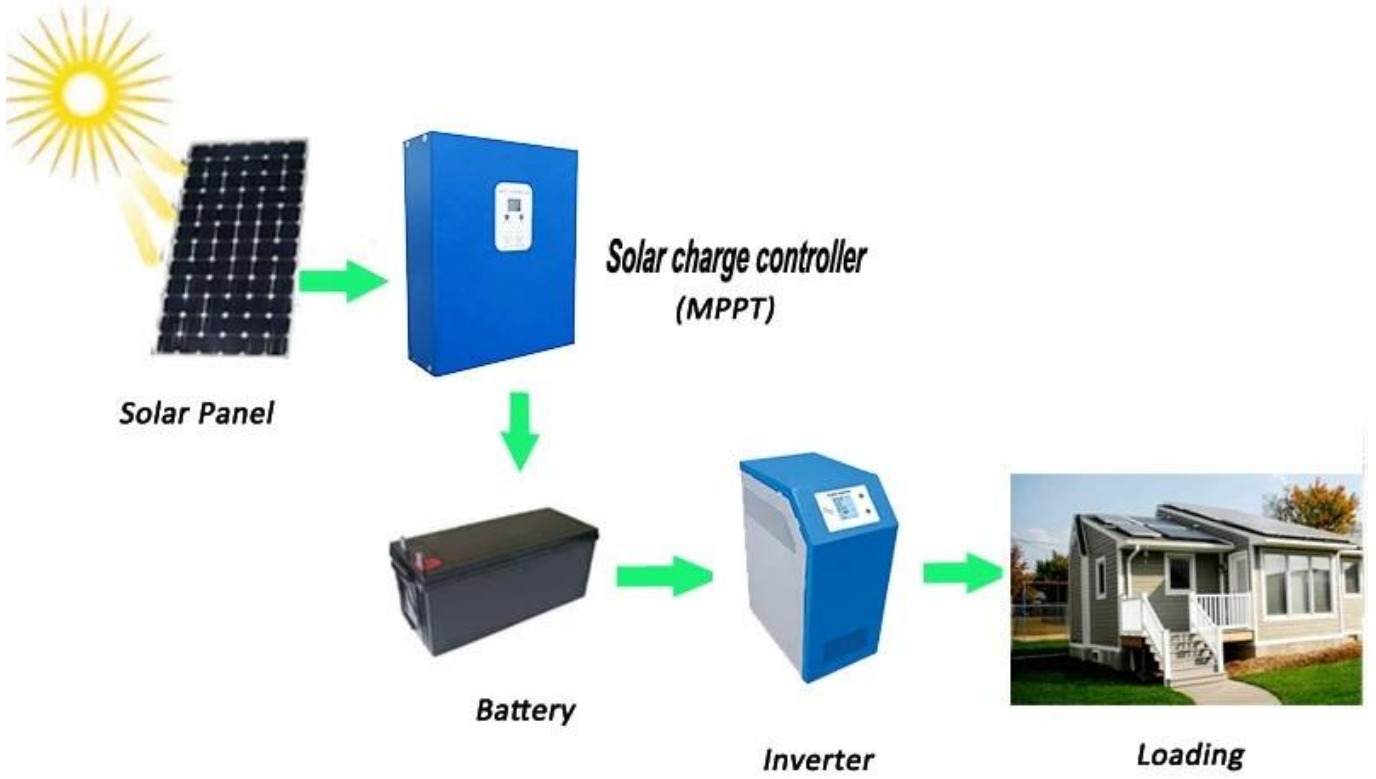 Solar charge controller
(MPPT)
Solar Panel
Battery
Inverter
Loading